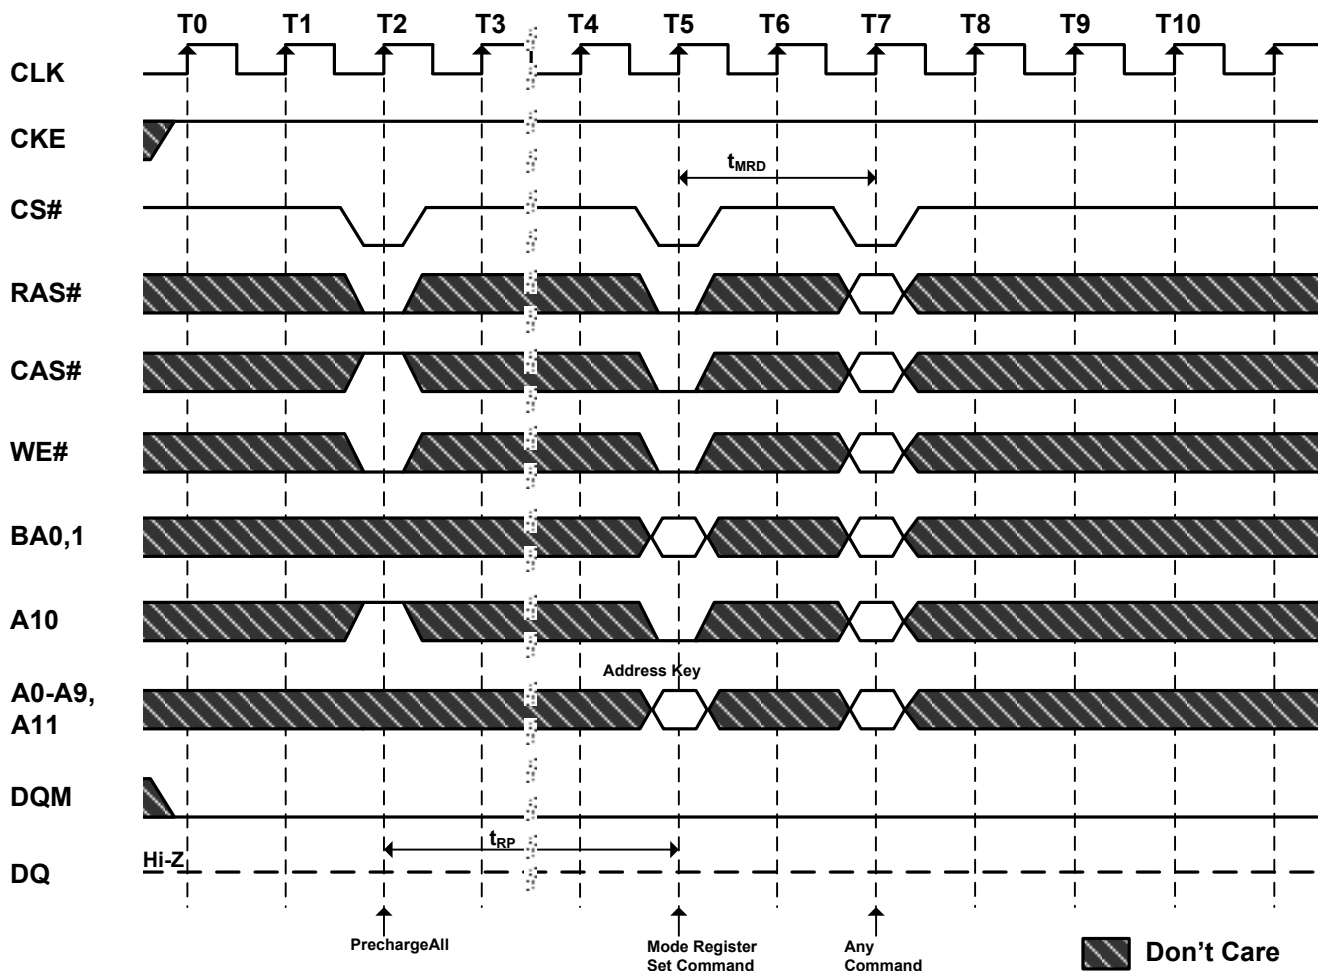 T0 T1 T2 T3 T4 T5 T6 T7 T8 T9 T10
CLK
CKE
tMRD
CS#
RAS#
CAS#
WE#
BA0,1
A10
Address Key
A0-A9,
A11
DQM
tRP
Hi-Z
DQ
PrechargeAll
Mode Register
Set Command
Any
Command
Don't Care